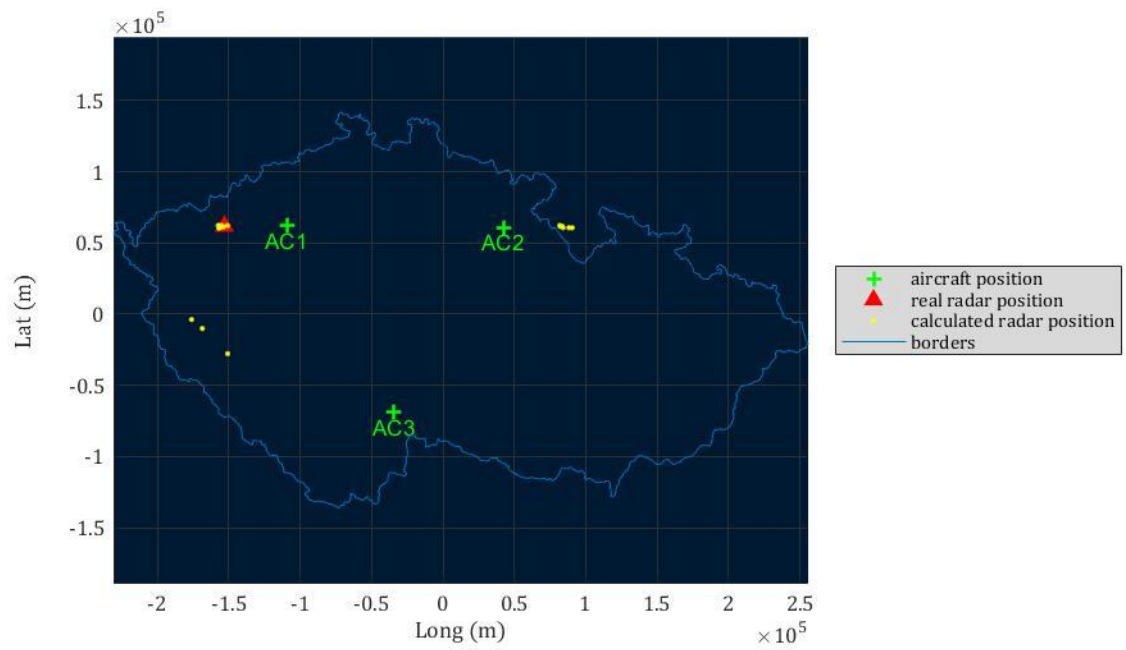 ×10⁵
1.5
1
0.5
0
-0.5
-1
-1.5
Lat (m)
AC1
AC2
AC3
-2 -1.5 -1 -0.5 0 0.5 1 1.5 2 2.5
Long (m)
×10⁵
aircraft position
real radar position
calculated radar position
borders